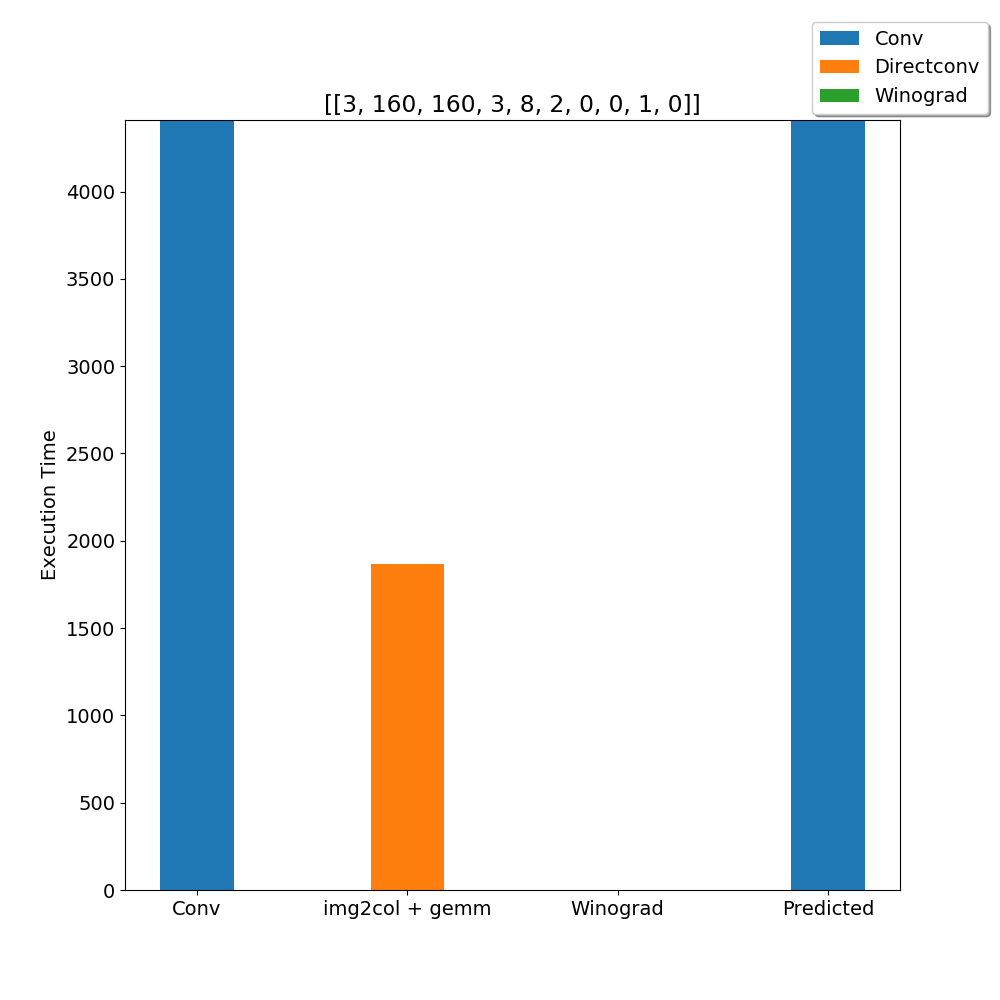 Conv
Directconv
Winograd
[[3, 160, 160, 3, 8, 2, 0, 0, 1, 0]]
4000
3500
3000
2500
2000
1500
1000
500
0
Execution Time
Conv
img2col + gemm
Winograd
Predicted